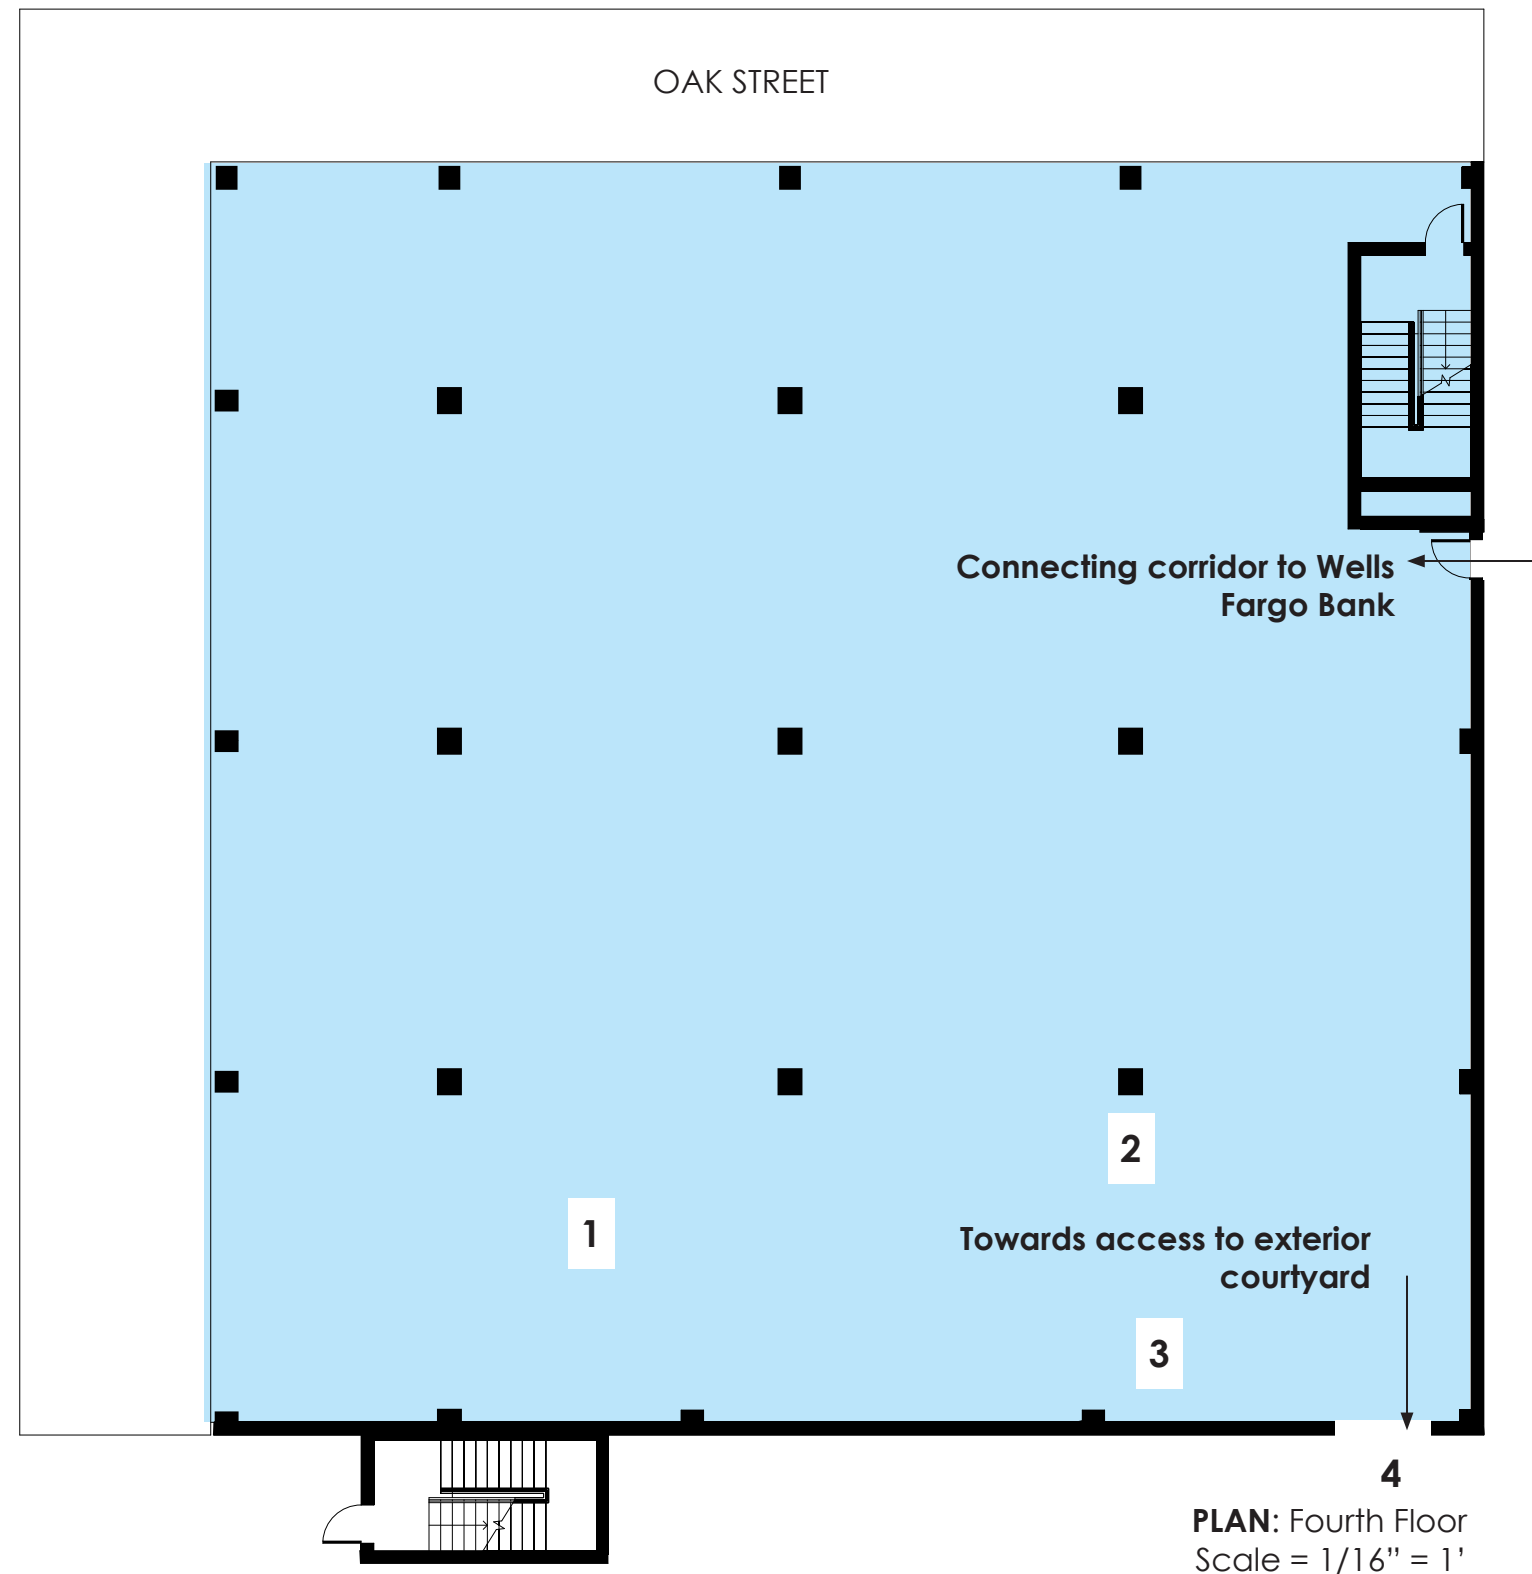 OAK STREET
Connecting corridor to Wells
Fargo Bank
2
1
Towards access to exterior
courtyard
3
4
PLAN: Fourth Floor
Scale = 1/16” = 1’